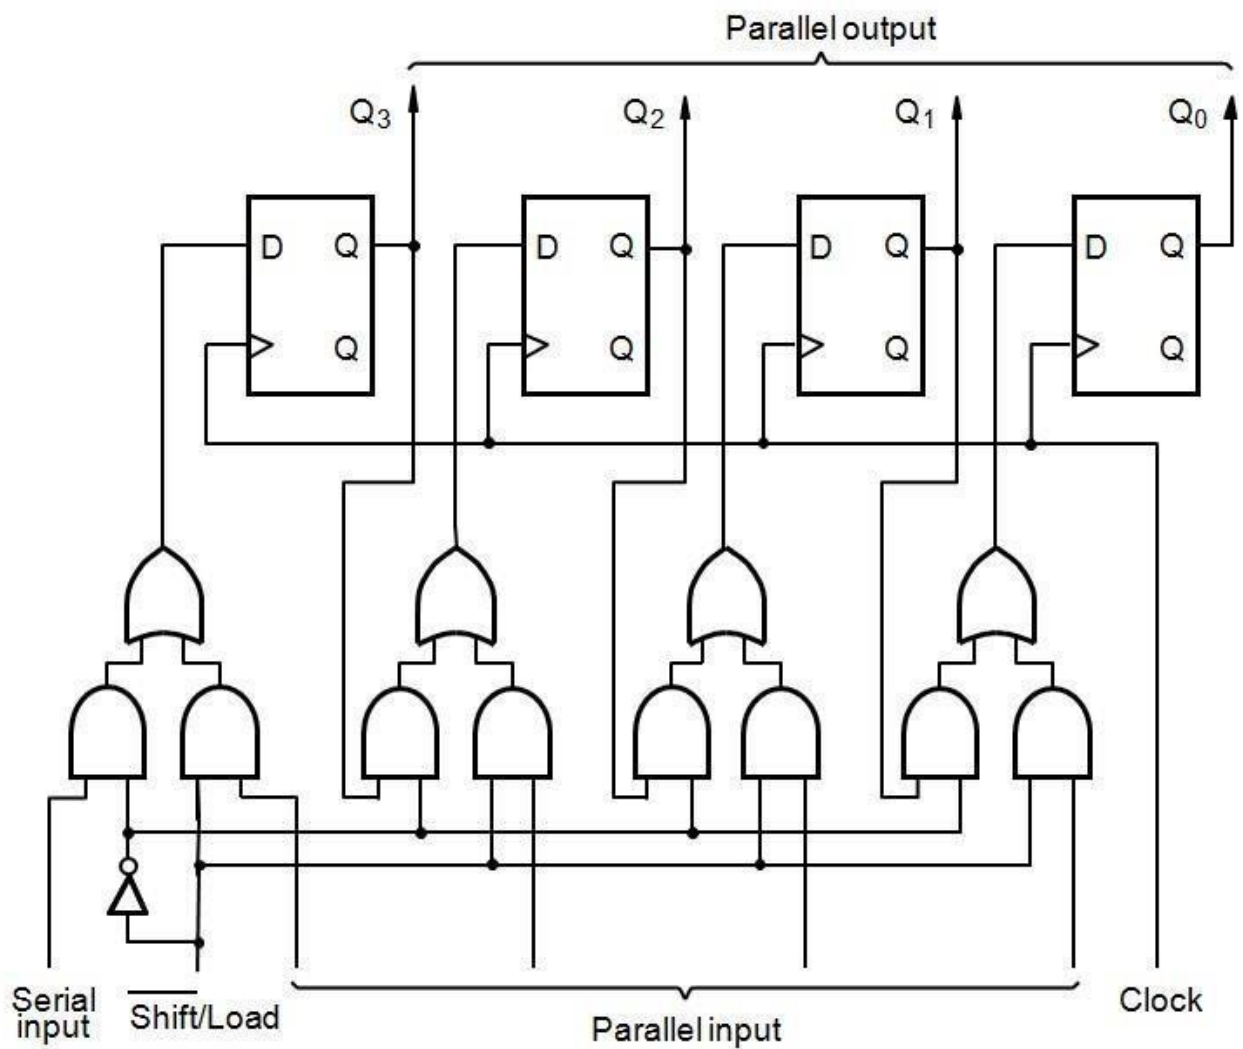 Parallel output
Q3 Q2 Q1 Q0
D Q D Q D Q D Q
Q Q Q Q
Serial input
Shift/Load
Parallel input
Clock